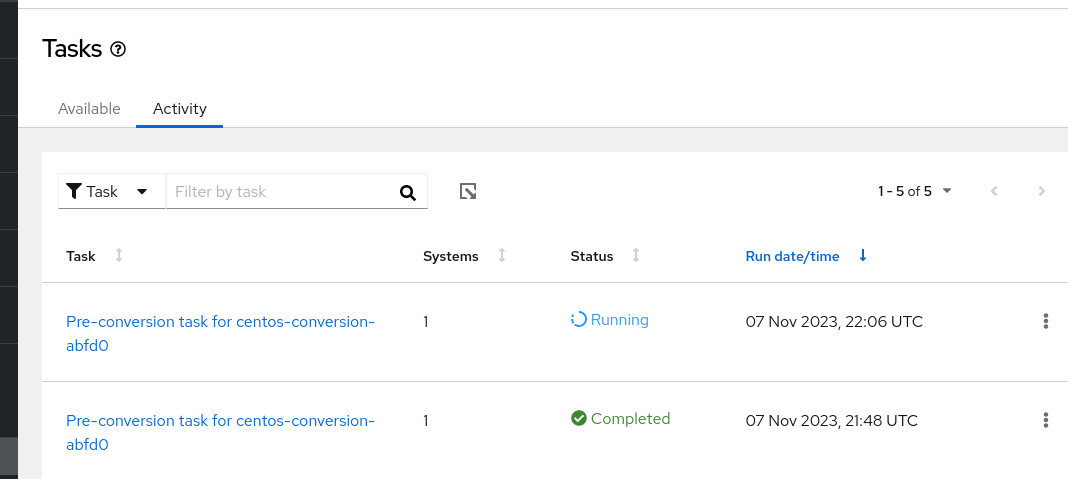 Tasks
Available Activity
Task Filter by task 1 - 5 of 5
Task Systems Status Run date/time
Pre-conversion task for centos-conversion- 1 Running 07 Nov 2023, 22:06 UTC
abfd0
Pre-conversion task for centos-conversion- 1 Completed 07 Nov 2023, 21:48 UTC
abfd0